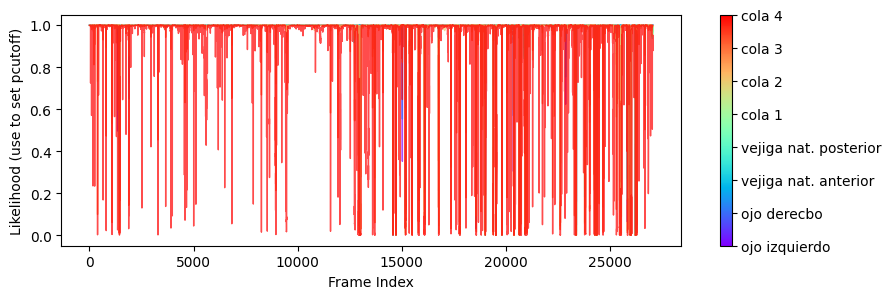 Likelihood (use to set pcutoff)
1.0
0.8
0.6
0.4
0.2
0.0
0
5000
10000
15000
20000
25000
Frame Index
cola 4
cola 3
cola 2
cola 1
vejiga nat. posterior
vejiga nat. anterior
ojo derecbo
ojo izquierdo